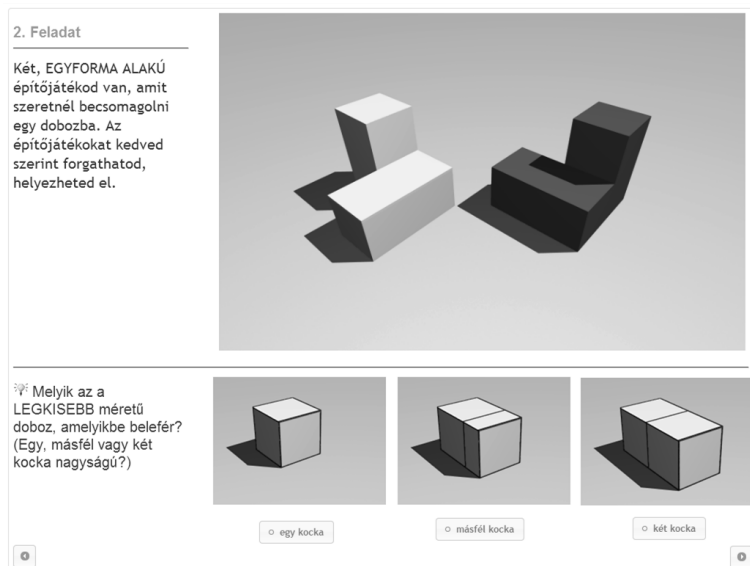 2. Feladat
Két, EGYFORMA ALAKÚ
építőjátékod van, amit
szeretnél becsomagolni
egy dobozba. Az
építőjátékokat kedved
szerint forgathatod,
helyezheted el.
Melyik az a
LEGKISEBB méretű
doboz, amelyikbe belefér?
(Egy, másfél vagy két
kocka nagyságú?)
egy kocka
másfél kocka
két kocka